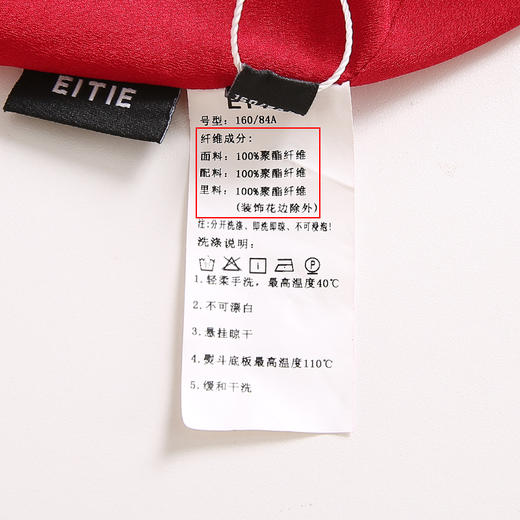 EITIE
号型: 160/84A
纤维成分:
面料: 100%聚酯纤维
配料: 100%聚酯纤维
里料: 100%聚酯纤维
(装饰花边除外)
注:分开洗涤、即洗即晾、不可浸泡!
洗涤说明:
1.轻柔手洗,最高温度40℃
2.不可漂白
3.悬挂晾干
4.熨斗底板最高温度110℃
5.缓和干洗